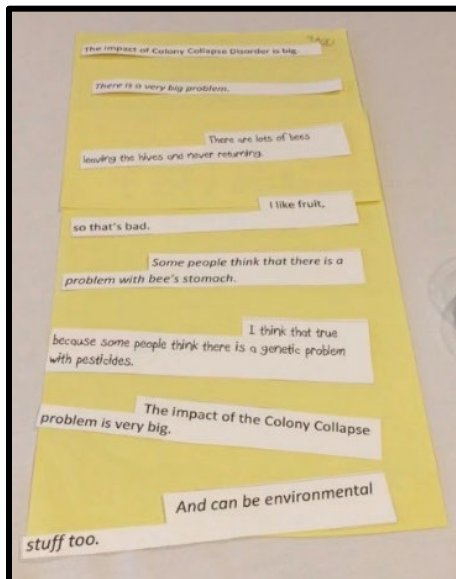 The impact of Colony Collapse Disorder is big.
There is a very big problem.
There are lots of bees
leaving the hives and never returning.
I like fruit,
so that's bad.
Some people think that there is a
problem with bee's stomach.
I think that true
because some people think there is a genetic problem
with pesticides.
The impact of the Colony Collapse
problem is very big.
And can be environmental
stuff too.